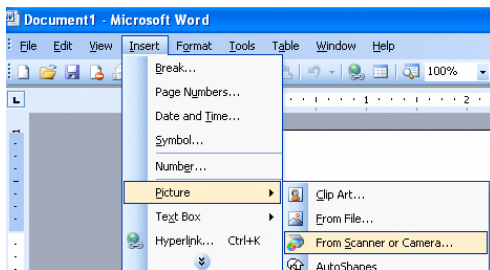 Document1 - Microsoft Word
File Edit View Insert Format Tools Table Window Help
100%
Break...
Page Numbers...
1 2
Date and Time...
Symbol...
Number...
Picture
Clip Art...
Text Box
From File...
Hyperlink... Ctrl+K
From Scanner or Camera...
AutoShapes